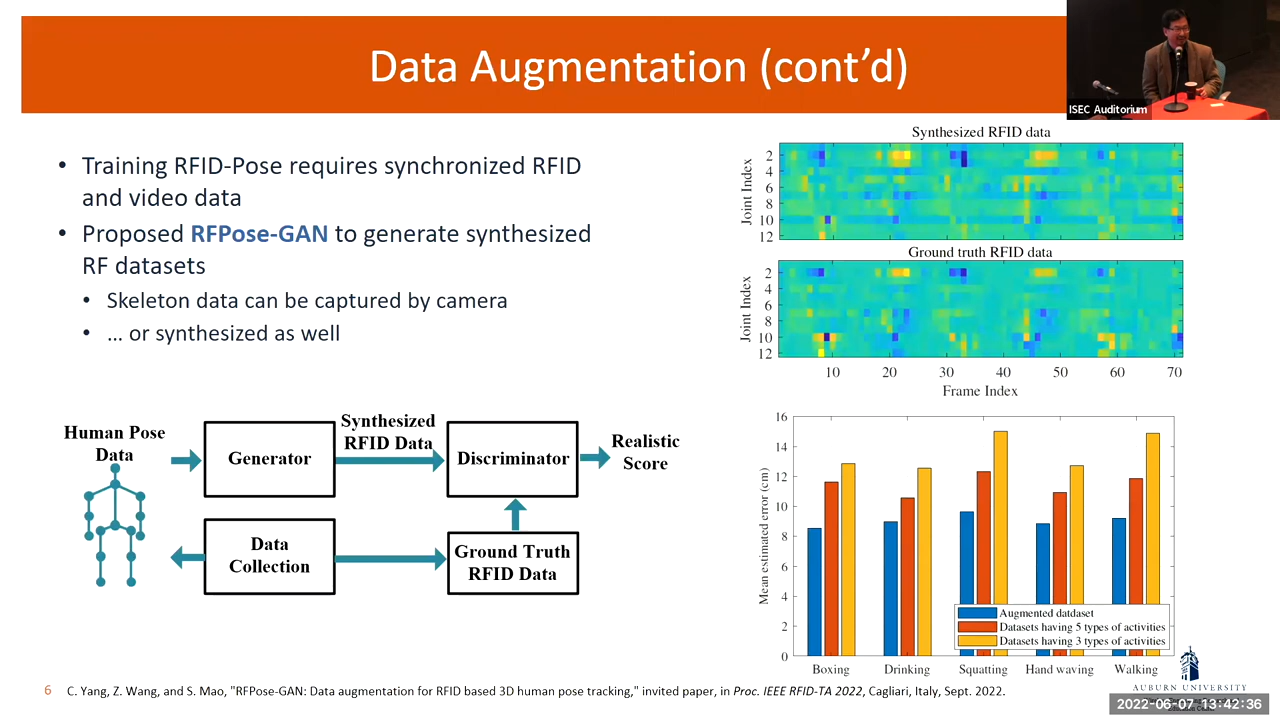 Data Augmentation (cont’d)
ISEC Auditorium
• Training RFID-Pose requires synchronized RFID
and video data
• Proposed RFPose-GAN to generate synthesized
RF datasets
• Skeleton data can be captured by camera
• … or synthesized as well
Synthesized RFID data
Joint Index
2
4
6
8
10
12
Ground truth RFID data
Joint Index
2
4
6
8
10
12
10 20 30 40 50 60 70
Frame Index
Human Pose
Data
Generator
Synthesized
RFID Data
Discriminator
Realistic
Score
Data
Collection
Ground Truth
RFID Data
Mean estimated error (cm)
16
14
12
10
8
6
4
2
0
Augmented datdaset
Datasets having 5 types of activities
Datasets having 3 types of activities
Boxing Drinking Squatting Hand waving Walking
6 C. Yang, Z. Wang, and S. Mao, "RFPose-GAN: Data augmentation for RFID based 3D human pose tracking," invited paper, in Proc. IEEE RFID-TA 2022, Cagliari, Italy, Sept. 2022.
AUBURN UNIVERSITY
2022-06-07 13:42:36